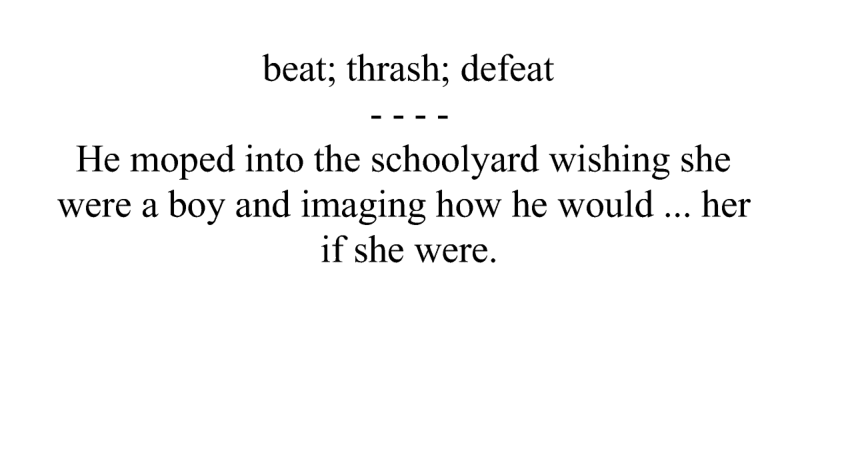 beat; thrash; defeat
- - - -
He moped into the schoolyard wishing she
were a boy and imaging how he would ... her
if she were.